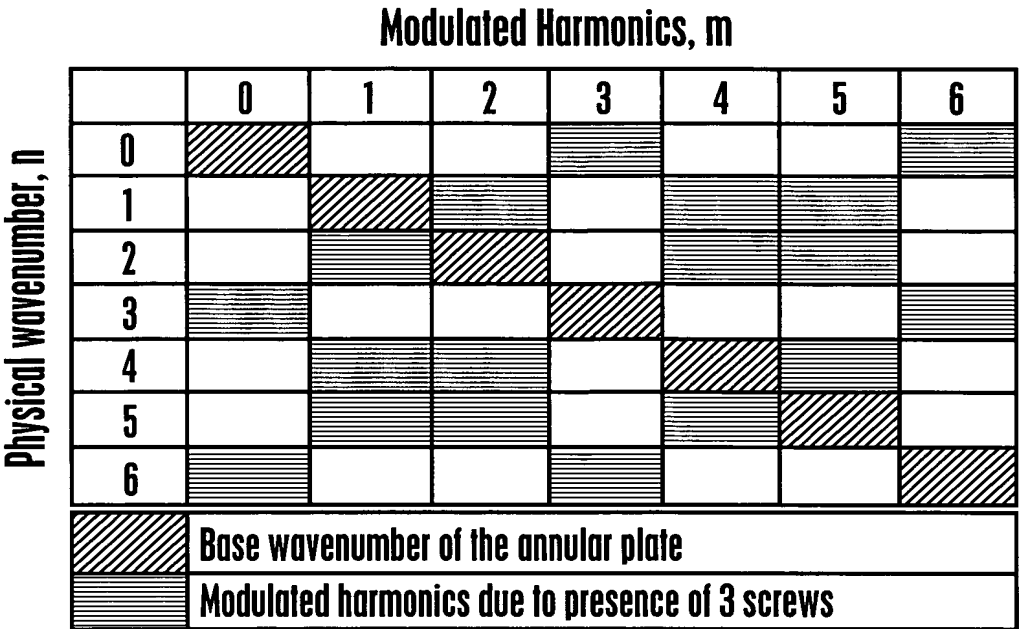 Modulated Harmonics, m
Physical wavenumber, n
0 1 2 3 4 5 6
0
1
2
3
4
5
6
Base wavenumber of the annular plate
Modulated harmonics due to presence of 3 screws